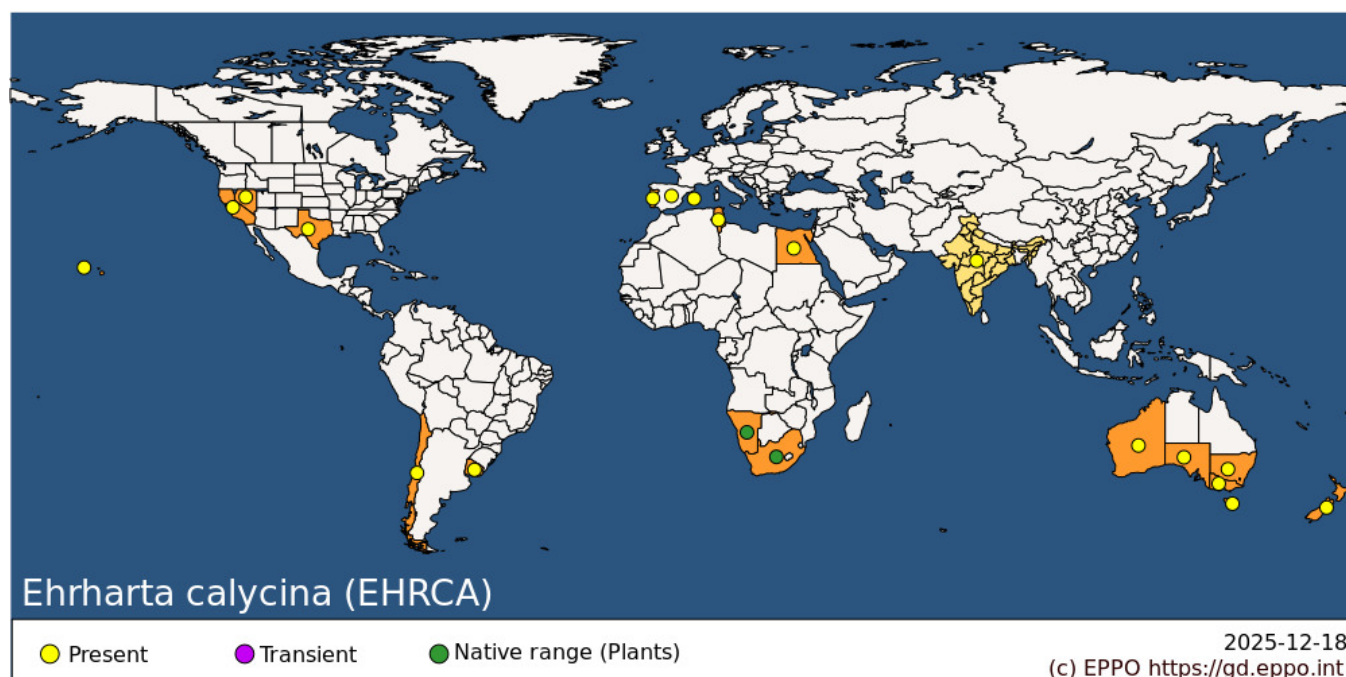 Ehrharta calycina (EHRCA)
Present
Transient
Native range (Plants)
2025-12-18
(c) EPPO https://gd.eppo.int